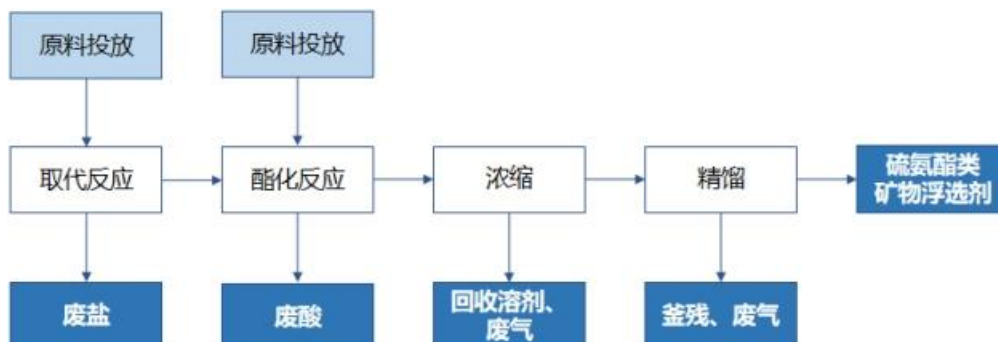 原料投放
原料投放
取代反应
酯化反应
浓缩
精馏
硫氨酯类
矿物浮选剂
废盐
废酸
回收溶剂、
废气
釜残、废气